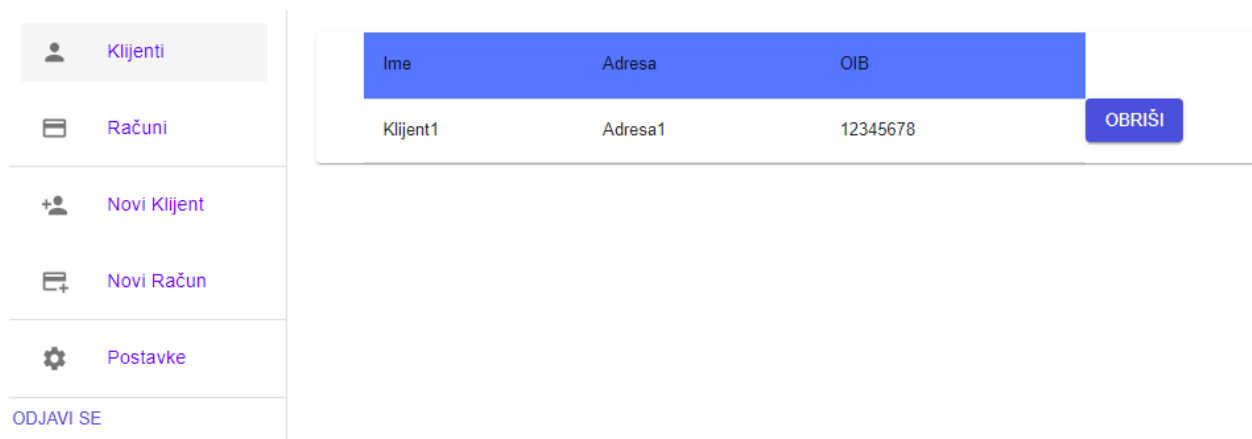 Klijenti
Računi
Novi Klijent
Novi Račun
Postavke
ODJAVI SE
Ime Adresa OIB
Klijent1 Adresa1 12345678 OBRIŠI